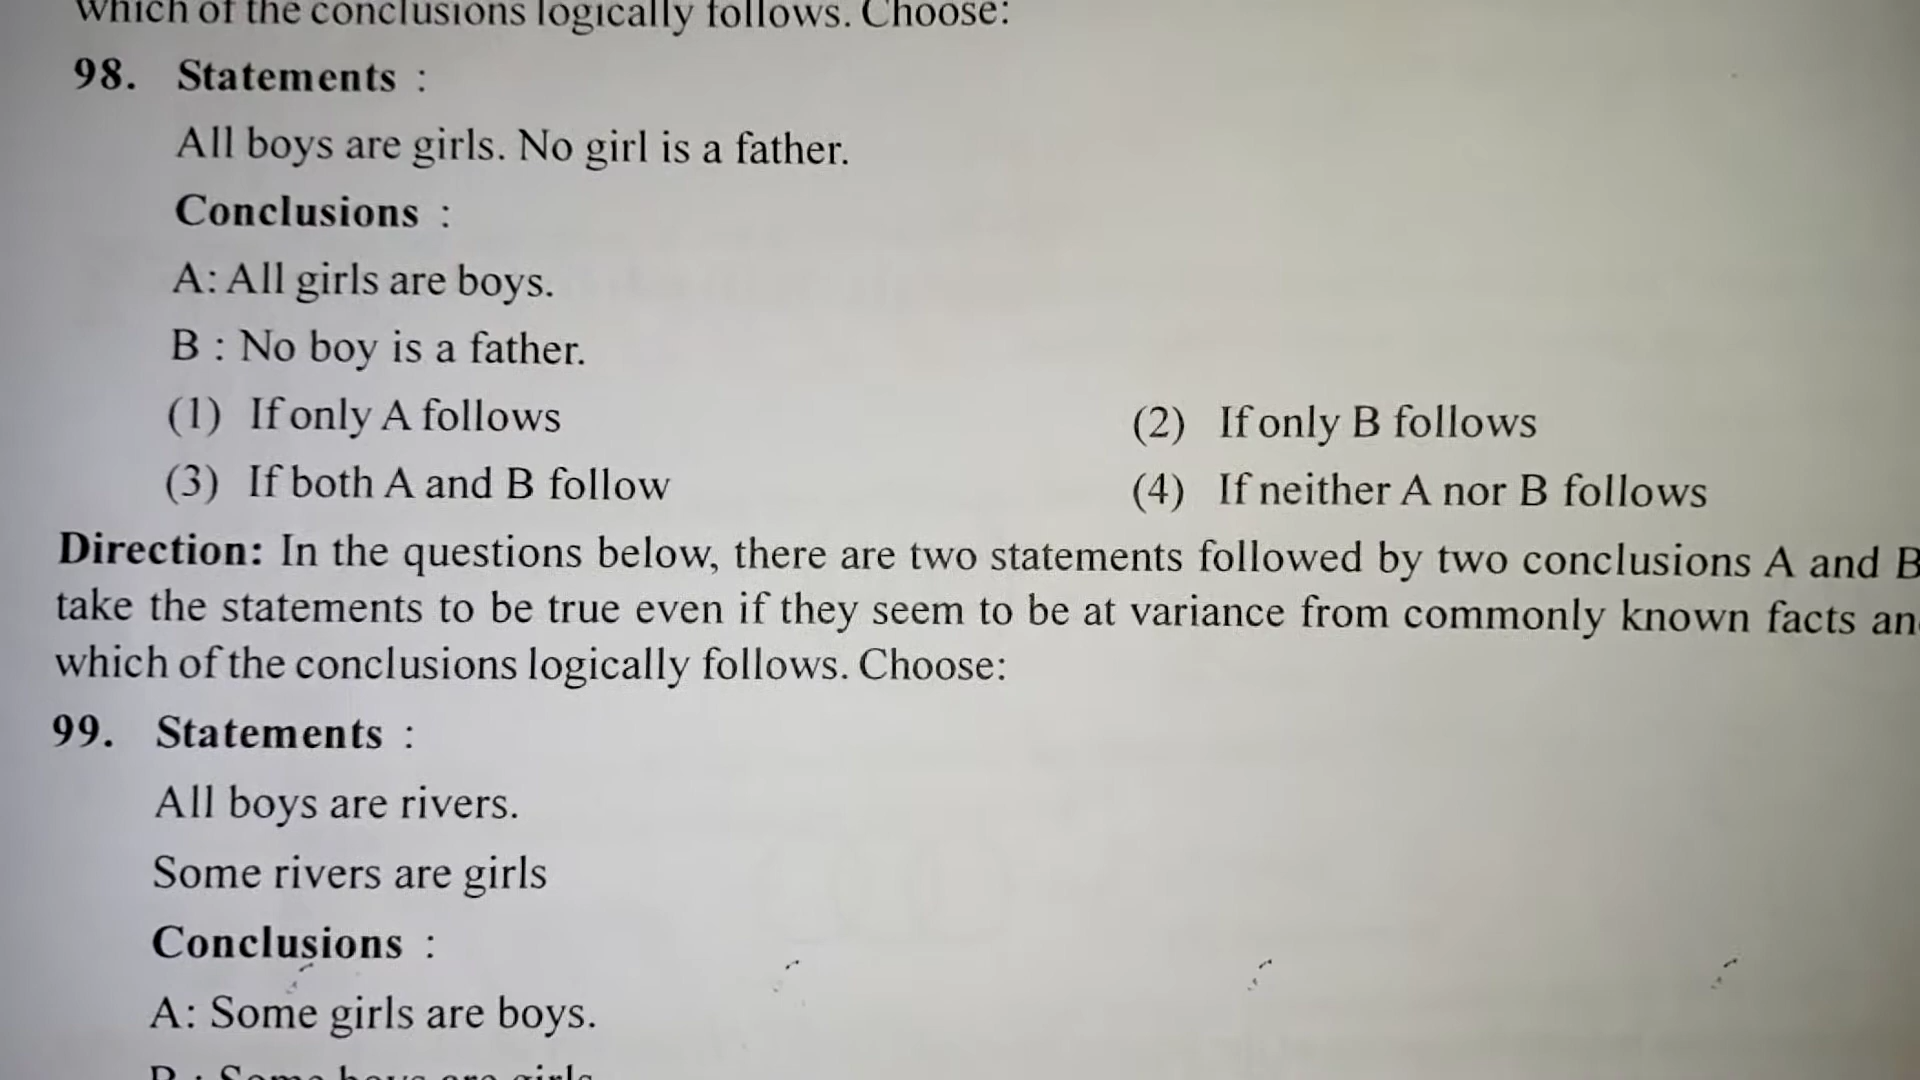 which of the conclusions logically follows. Choose:
98. Statements :
All boys are girls. No girl is a father.
Conclusions :
A: All girls are boys.
B : No boy is a father.
(1) If only A follows (2) If only B follows
(3) If both A and B follow (4) If neither A nor B follows
Direction: In the questions below, there are two statements followed by two conclusions A and B
take the statements to be true even if they seem to be at variance from commonly known facts an
which of the conclusions logically follows. Choose:
99. Statements :
All boys are rivers.
Some rivers are girls
Conclusions :
A: Some girls are boys.
B : Some boys are girls